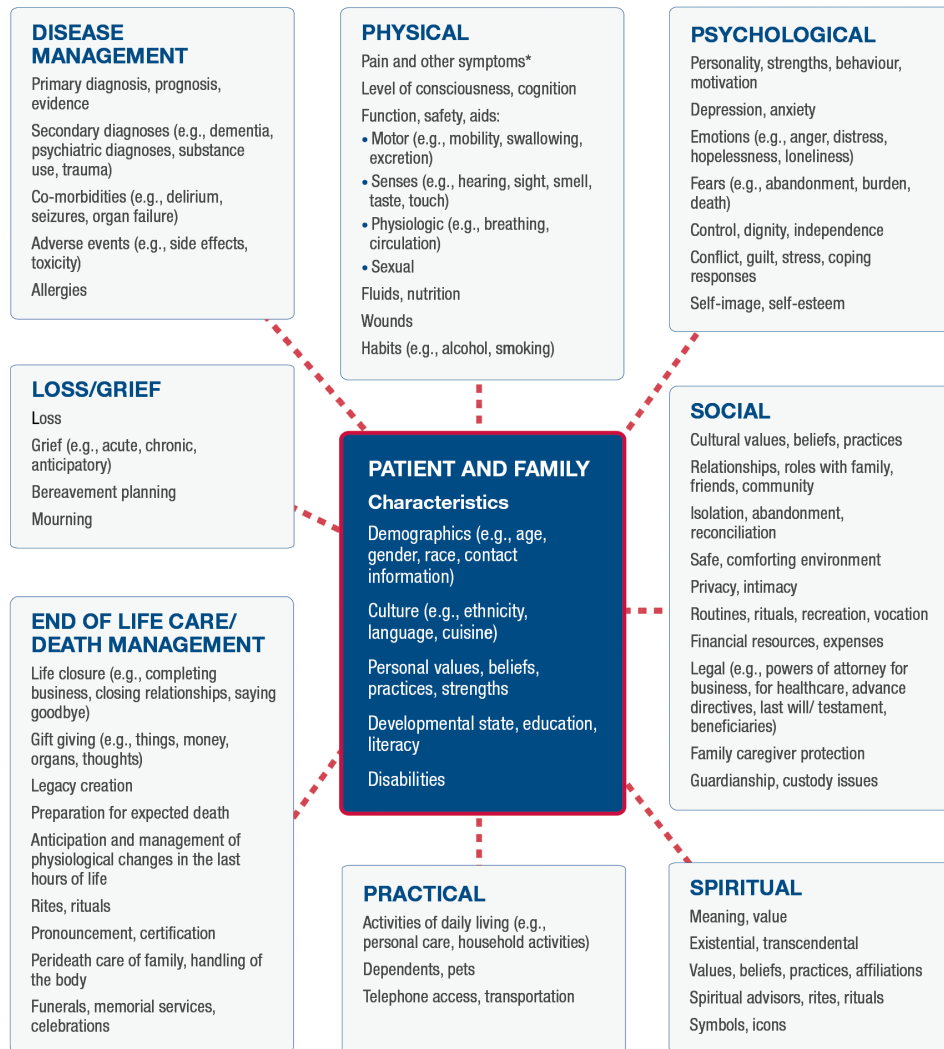 DISEASE
MANAGEMENT
Primary diagnosis, prognosis,
evidence
Secondary diagnoses (e.g., dementia,
psychiatric diagnoses, substance
use, trauma)
Co-morbidities (e.g., delirium,
seizures, organ failure)
Adverse events (e.g., side effects,
toxicity)
Allergies
PHYSICAL
Pain and other symptoms*
Level of consciousness, cognition
Function, safety, aids:
• Motor (e.g., mobility, swallowing,
excretion)
• Senses (e.g., hearing, sight, smell,
taste, touch)
• Physiologic (e.g., breathing,
circulation)
• Sexual
Fluids, nutrition
Wounds
Habits (e.g., alcohol, smoking)
PSYCHOLOGICAL
Personality, strengths, behaviour,
motivation
Depression, anxiety
Emotions (e.g., anger, distress,
hopelessness, loneliness)
Fears (e.g., abandonment, burden,
death)
Control, dignity, independence
Conflict, guilt, stress, coping
responses
Self-image, self-esteem
LOSS/GRIEF
Loss
Grief (e.g., acute, chronic,
anticipatory)
Bereavement planning
Mourning
PATIENT AND FAMILY
Characteristics
Demographics (e.g., age,
gender, race, contact
information)
Culture (e.g., ethnicity,
language, cuisine)
Personal values, beliefs,
practices, strengths
Developmental state, education,
literacy
Disabilities
SOCIAL
Cultural values, beliefs, practices
Relationships, roles with family,
friends, community
Isolation, abandonment,
reconciliation
Safe, comforting environment
Privacy, intimacy
Routines, rituals, recreation, vocation
Financial resources, expenses
Legal (e.g., powers of attorney for
business, for healthcare, advance
directives, last will/ testament,
beneficiaries)
Family caregiver protection
Guardianship, custody issues
END OF LIFE CARE/
DEATH MANAGEMENT
Life closure (e.g., completing
business, closing relationships, saying
goodbye)
Gift giving (e.g., things, money,
organs, thoughts)
Legacy creation
Preparation for expected death
Anticipation and management of
physiological changes in the last
hours of life
Rites, rituals
Pronouncement, certification
Perideath care of family, handling of
the body
Funerals, memorial services,
celebrations
PRACTICAL
Activities of daily living (e.g.,
personal care, household activities)
Dependents, pets
Telephone access, transportation
SPIRITUAL
Meaning, value
Existential, transcendental
Values, beliefs, practices, affiliations
Spiritual advisors, rites, rituals
Symbols, icons